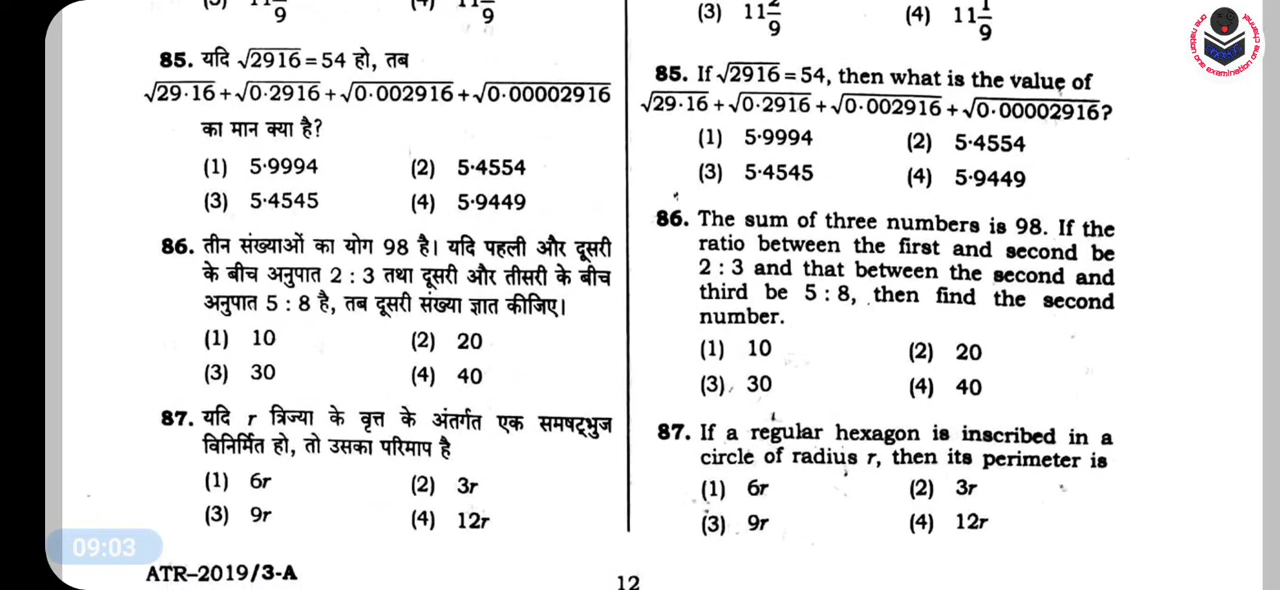 (3) 11 2/9 (4) 11 1/9
85. यदि √2916 = 54 हो, तब
√29·16 + √0·2916 + √0·002916 + √0·00002916
का मान क्या है?
(1) 5·9994 (2) 5·4554
(3) 5·4545 (4) 5·9449
86. तीन संख्याओं का योग 98 है। यदि पहली और दूसरी
के बीच अनुपात 2 : 3 तथा दूसरी और तीसरी के बीच
अनुपात 5 : 8 है, तब दूसरी संख्या ज्ञात कीजिए।
(1) 10 (2) 20
(3) 30 (4) 40
87. यदि r त्रिज्या के वृत्त के अंतर्गत एक समषट्भुज
विनिर्मित हो, तो उसका परिमाप है
(1) 6r (2) 3r
(3) 9r (4) 12r
09:03
ATR–2019/3-A
85. If √2916 = 54, then what is the value of
√29·16 + √0·2916 + √0·002916 + √0·00002916?
(1) 5·9994 (2) 5·4554
(3) 5·4545 (4) 5·9449
86. The sum of three numbers is 98. If the
ratio between the first and second be
2 : 3 and that between the second and
third be 5 : 8, then find the second
number.
(1) 10 (2) 20
(3) 30 (4) 40
87. If a regular hexagon is inscribed in a
circle of radius r, then its perimeter is
(1) 6r (2) 3r
(3) 9r (4) 12r
12
one nation one examination one channel